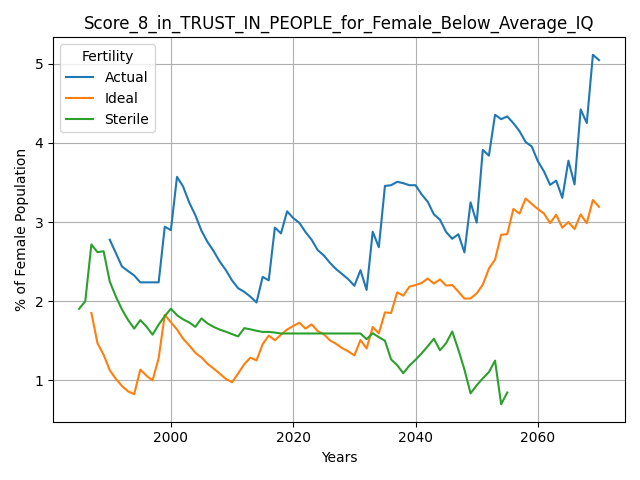 Score_8_in_TRUST_IN_PEOPLE_for_Female_Below_Average_IQ
Fertility
Actual
Ideal
Sterile
% of Female Population
5
4
3
2
1
2000
2020
2040
2060
Years